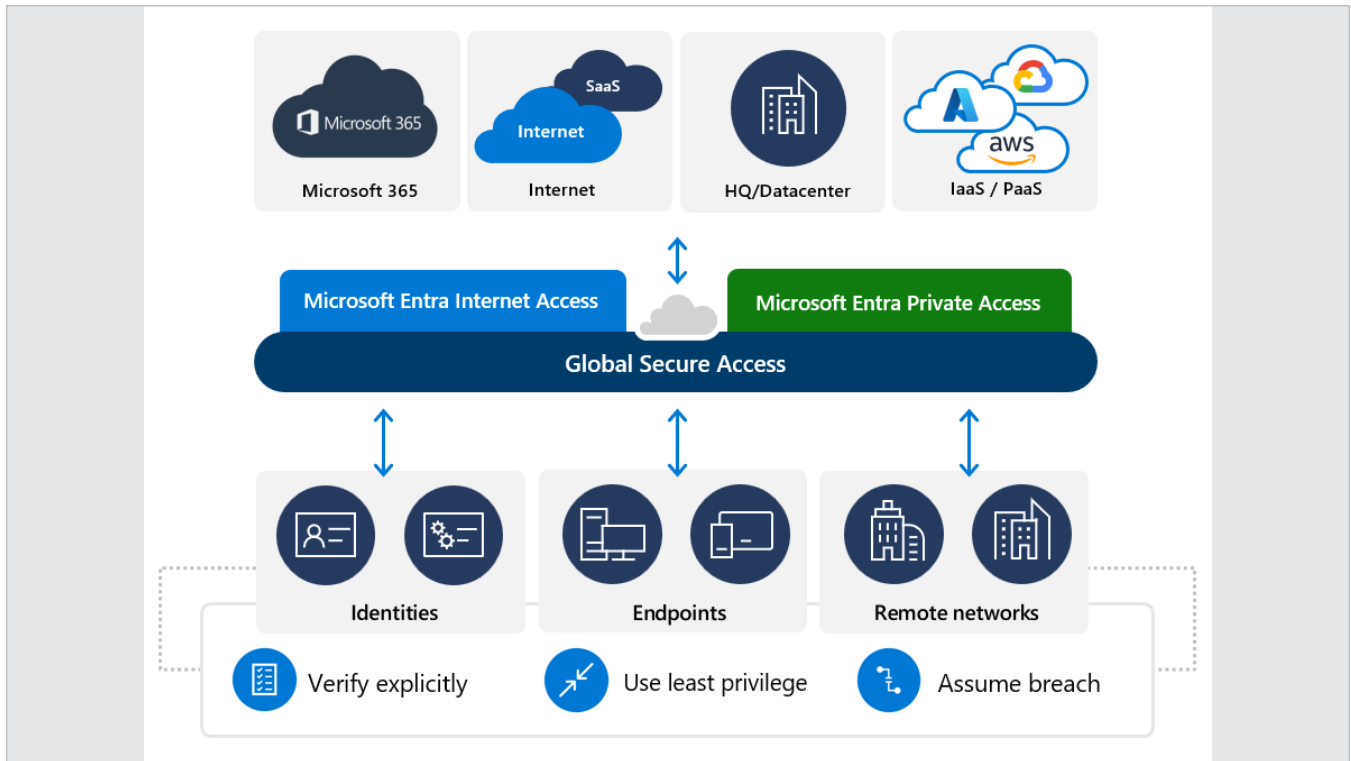 Microsoft 365
SaaS
Internet
aws
Microsoft 365
Internet
HQ/Datacenter
IaaS / PaaS
Microsoft Entra Internet Access
Microsoft Entra Private Access
Global Secure Access
Identities
Endpoints
Remote networks
Verify explicitly
Use least privilege
Assume breach